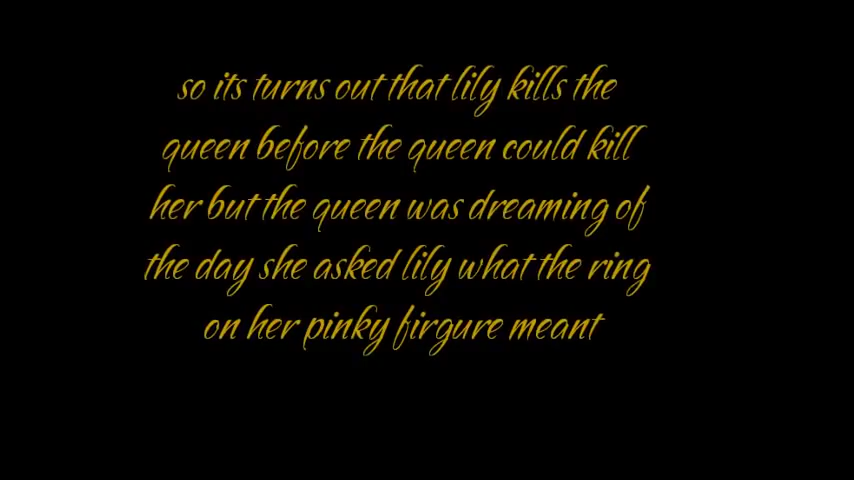 so its turns out that lily kills the
queen before the queen could kill
her but the queen was dreaming of
the day she asked lily what the ring
on her pinky firgure meant